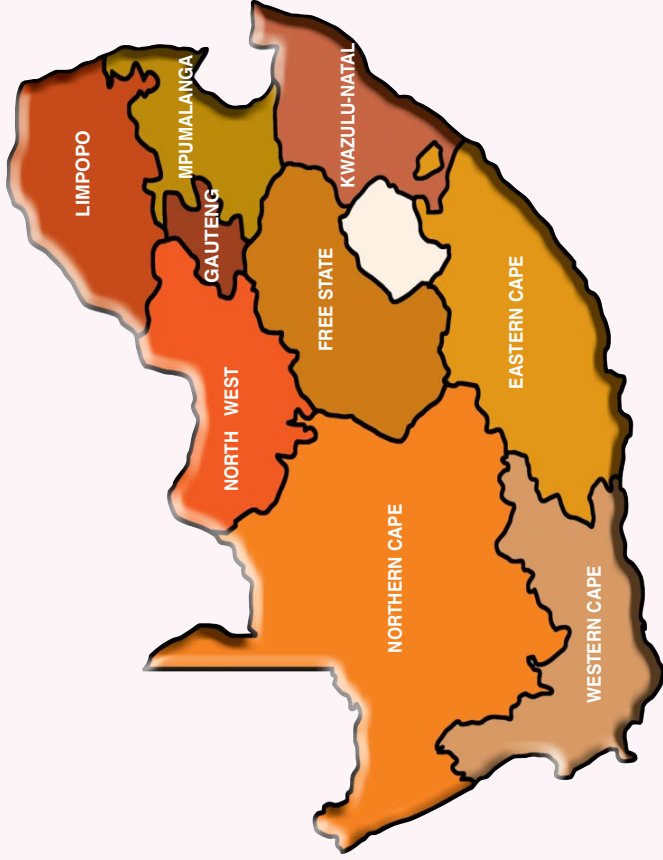 LIMPOPO
MPUMALANGA
GAUTENG
NORTH WEST
FREE STATE
KWAZULU-NATAL
NORTHERN CAPE
EASTERN CAPE
WESTERN CAPE